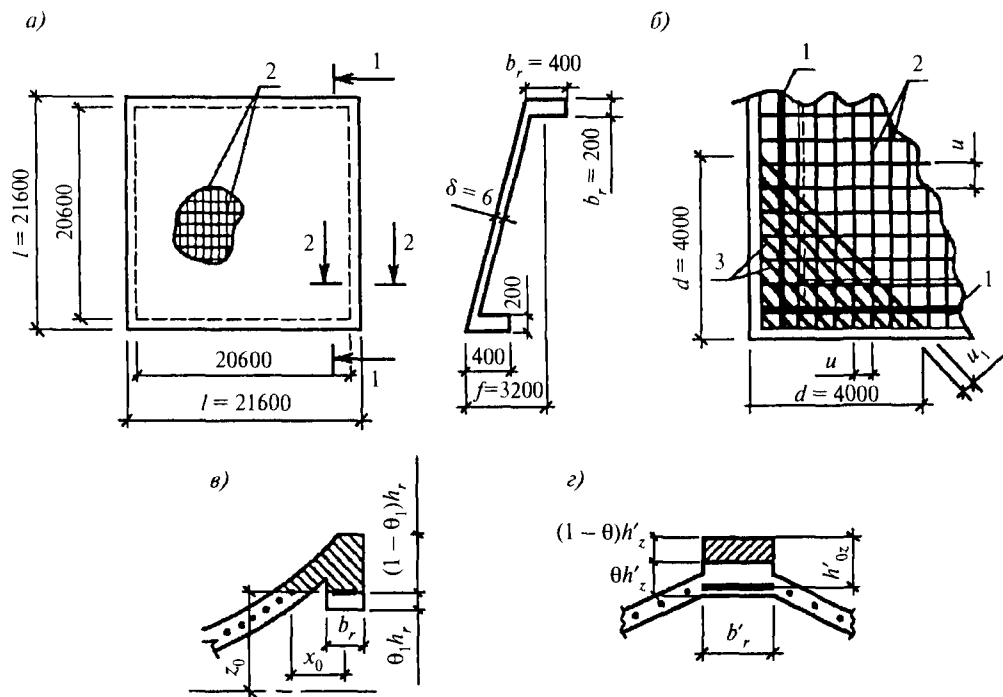 а)
1
2
l = 21600
20600
2
2
20600
l = 21600
1
b_r = 400
b_r = 200
δ = 6
200
400
f=3200
б)
1
2
u
d = 4000
3
1
u
u_1
d = 4000
в)
(1 − θ_1)h_r
z_0
b_r
x_0
θ_1h_r
г)
(1 − θ)h'_z
θh'_z
h'_0z
b'_r